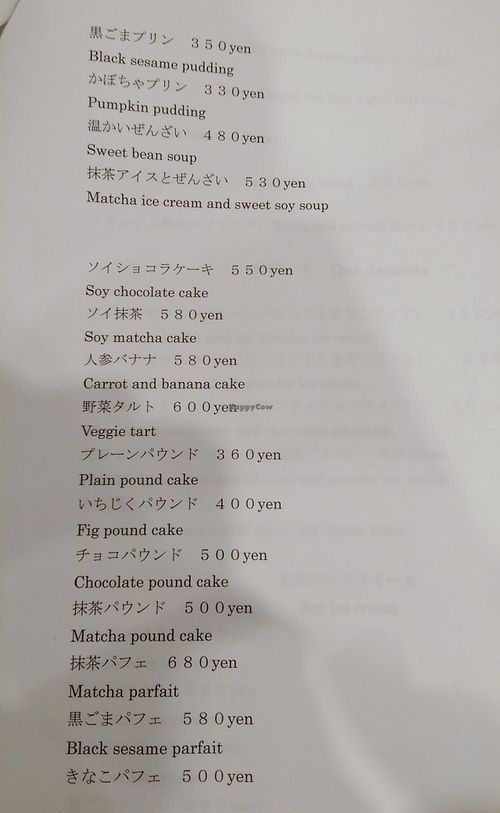 黒ごまプリン　３５０yen
Black sesame pudding
かぼちゃプリン　３３０yen
Pumpkin pudding
温かいぜんざい　４８０yen
Sweet bean soup
抹茶アイスとぜんざい　５３０yen
Matcha ice cream and sweet soy soup
ソイショコラケーキ　５５０yen
Soy chocolate cake
ソイ抹茶　５８０yen
Soy matcha cake
人参バナナ　５８０yen
Carrot and banana cake
野菜タルト　６００yen
HappyCow
Veggie tart
プレーンパウンド　３６０yen
Plain pound cake
いちじくパウンド　４００yen
Fig pound cake
チョコパウンド　５００yen
Chocolate pound cake
抹茶パウンド　５００yen
Matcha pound cake
抹茶パフェ　６８０yen
Matcha parfait
黒ごまパフェ　５８０yen
Black sesame parfait
きなこパフェ　５００yen